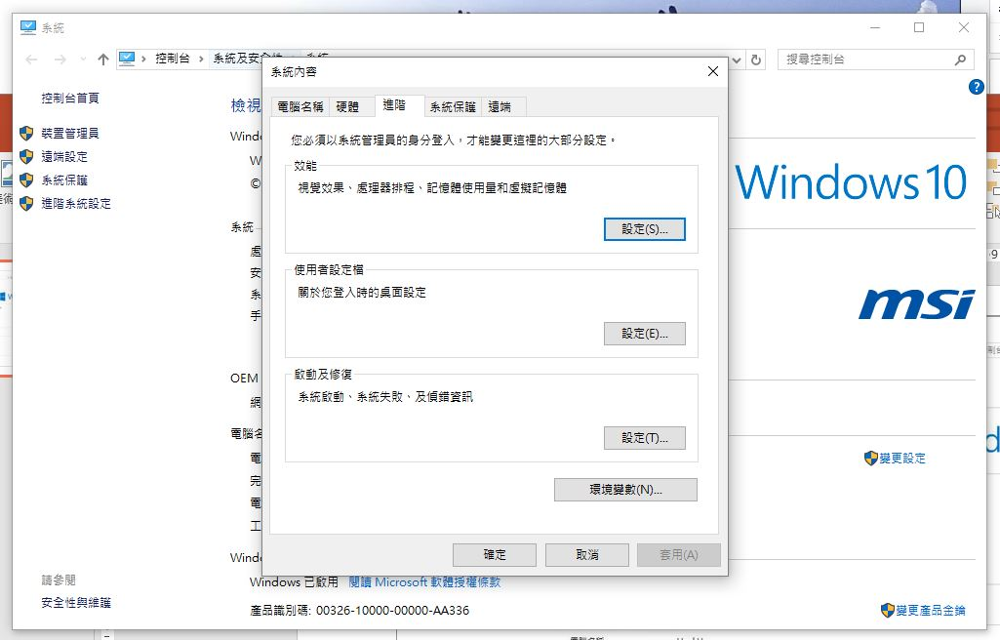 系統
控制台
系統及安全性
系統
搜尋控制台
控制台首頁
裝置管理員
遠端設定
系統保護
進階系統設定
檢視
Windo
W
©
系統
處
安
系
手
OEM
網
電腦名
電
完
電
工
Windo
系統內容
電腦名稱 硬體 進階 系統保護 遠端
您必須以系統管理員的身分登入，才能變更這裡的大部分設定。
效能
視覺效果、處理器排程、記憶體使用量和虛擬記憶體
設定(S)...
使用者設定檔
關於您登入時的桌面設定
設定(E)...
啟動及修復
系統啟動、系統失敗、及偵錯資訊
設定(T)...
環境變數(N)...
確定 取消 套用(A)
Windows 10
msi
變更設定
Windows 已啟用 閱讀 Microsoft 軟體授權條款
產品識別碼: 00326-10000-00000-AA336
變更產品金鑰
請參閱
安全性與維護